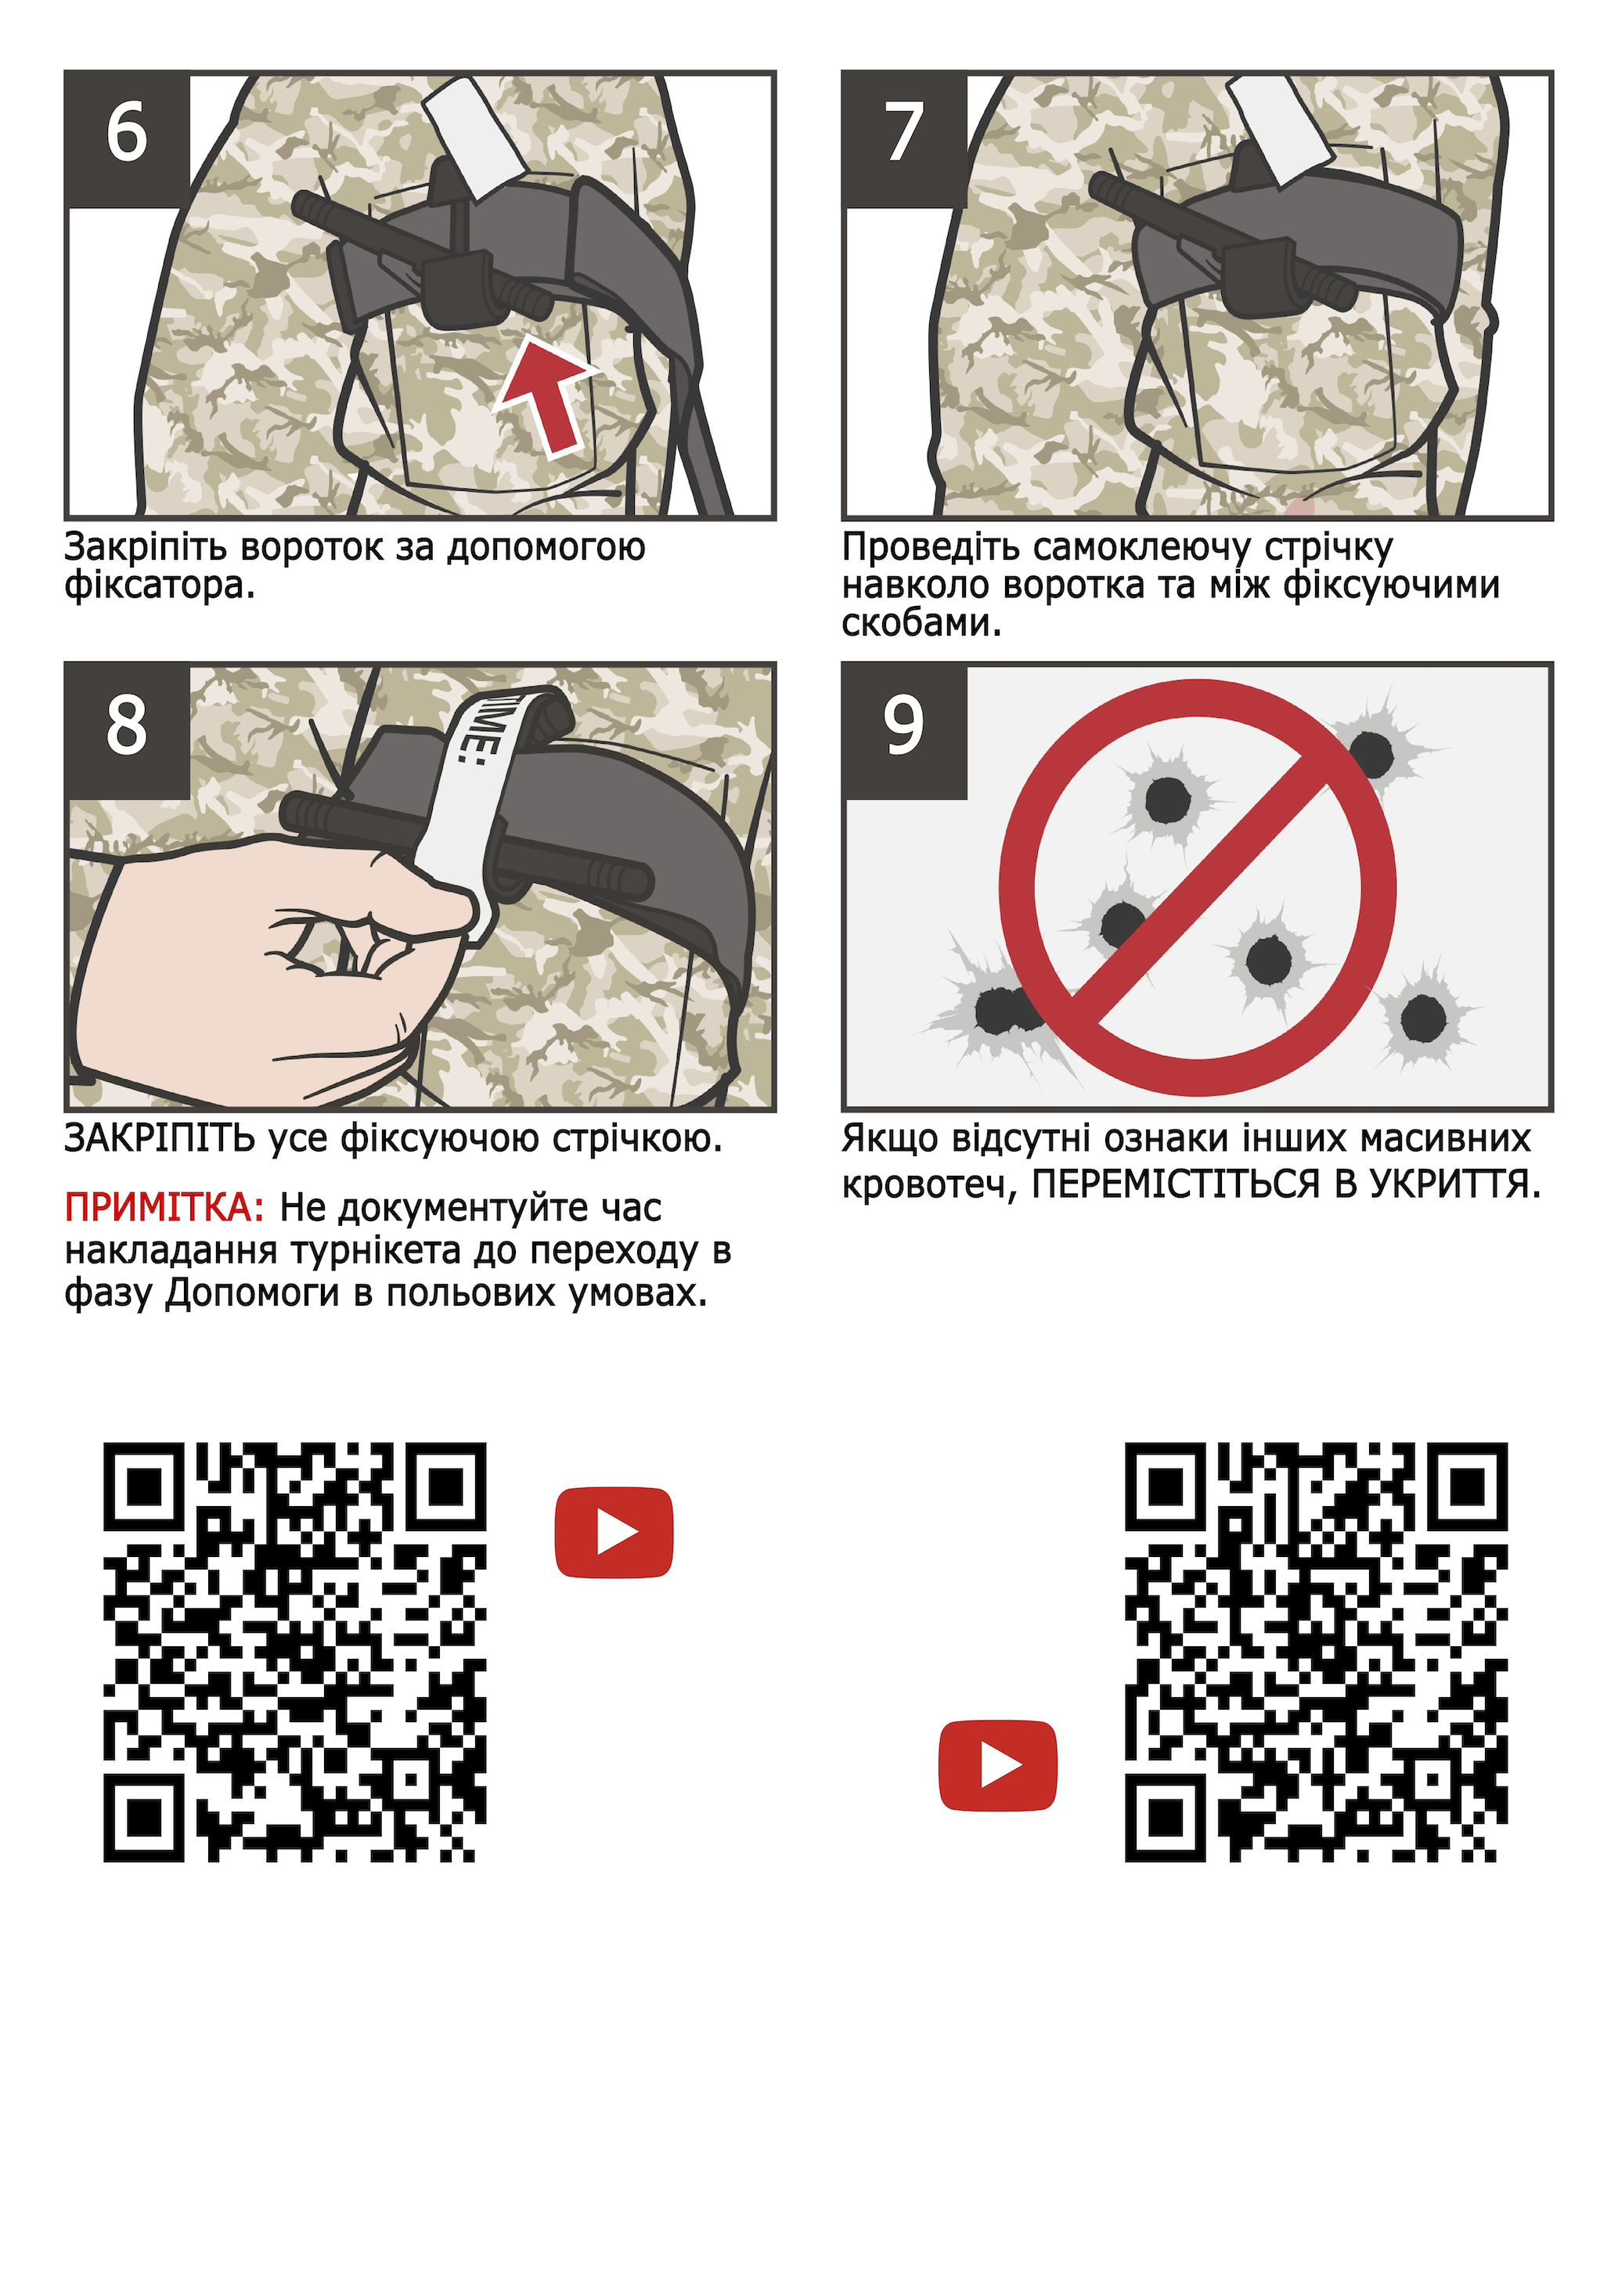 6
Закріпіть вороток за допомогою
фіксатора.
7
Проведіть самоклеючу стрічку
навколо воротка та між фіксуючими
скобами.
8
TIME:
ЗАКРІПІТЬ усе фіксуючою стрічкою.
ПРИМІТКА: Не документуйте час
накладання турнікета до переходу в
фазу Допомоги в польових умовах.
9
Якщо відсутні ознаки інших масивних
кровотеч, ПЕРЕМІСТІТЬСЯ В УКРИТТЯ.